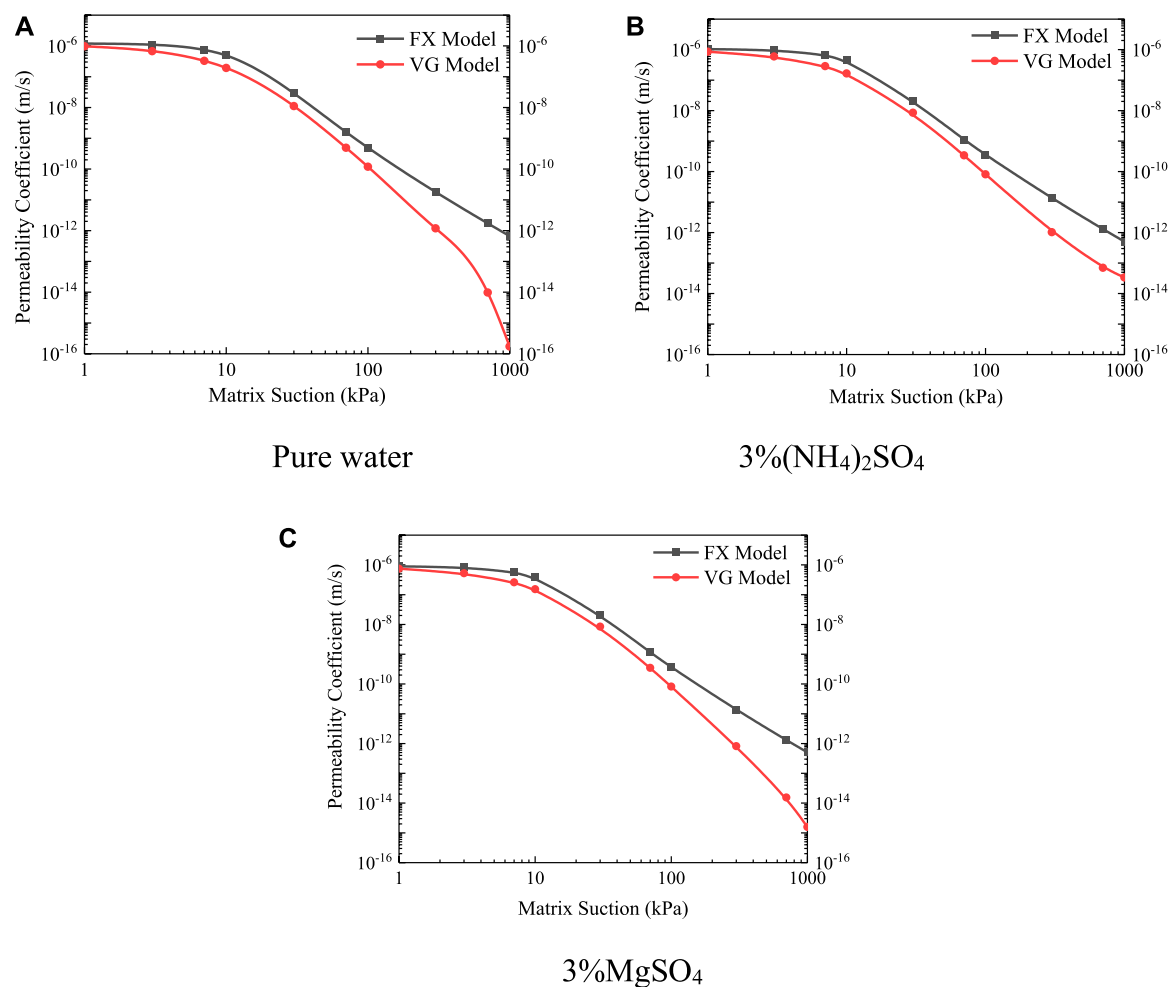 A
FX Model
VG Model
Permeability Coefficient (m/s)
10⁻⁶
10⁻⁸
10⁻¹⁰
10⁻¹²
10⁻¹⁴
10⁻¹⁶
10⁻⁶
10⁻⁸
10⁻¹⁰
10⁻¹²
10⁻¹⁴
10⁻¹⁶
1 10 100 1000
Matrix Suction (kPa)
Pure water
B
FX Model
VG Model
Permeability Coefficient (m/s)
10⁻⁶
10⁻⁸
10⁻¹⁰
10⁻¹²
10⁻¹⁴
10⁻¹⁶
10⁻⁶
10⁻⁸
10⁻¹⁰
10⁻¹²
10⁻¹⁴
10⁻¹⁶
1 10 100 1000
Matrix Suction (kPa)
3%(NH₄)₂SO₄
C
FX Model
VG Model
Permeability Coefficient (m/s)
10⁻⁶
10⁻⁸
10⁻¹⁰
10⁻¹²
10⁻¹⁴
10⁻¹⁶
10⁻⁶
10⁻⁸
10⁻¹⁰
10⁻¹²
10⁻¹⁴
10⁻¹⁶
1 10 100 1000
Matrix Suction (kPa)
3%MgSO₄